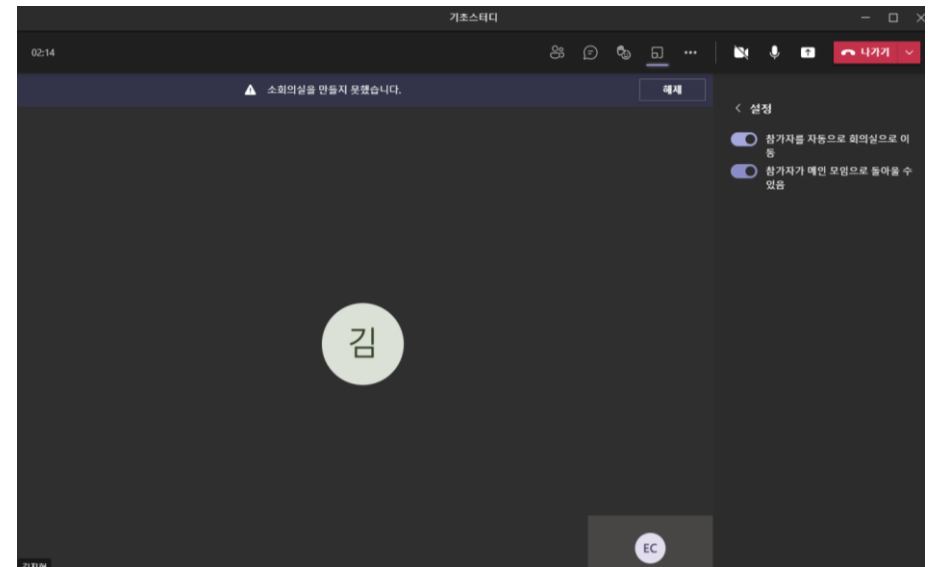 기초스터디
02:14
나가기
소회의실을 만들지 못했습니다.
해제
설정
참가자를 자동으로 회의실으로 이
동
참가자가 메인 모임으로 돌아올 수
있음
김
EC